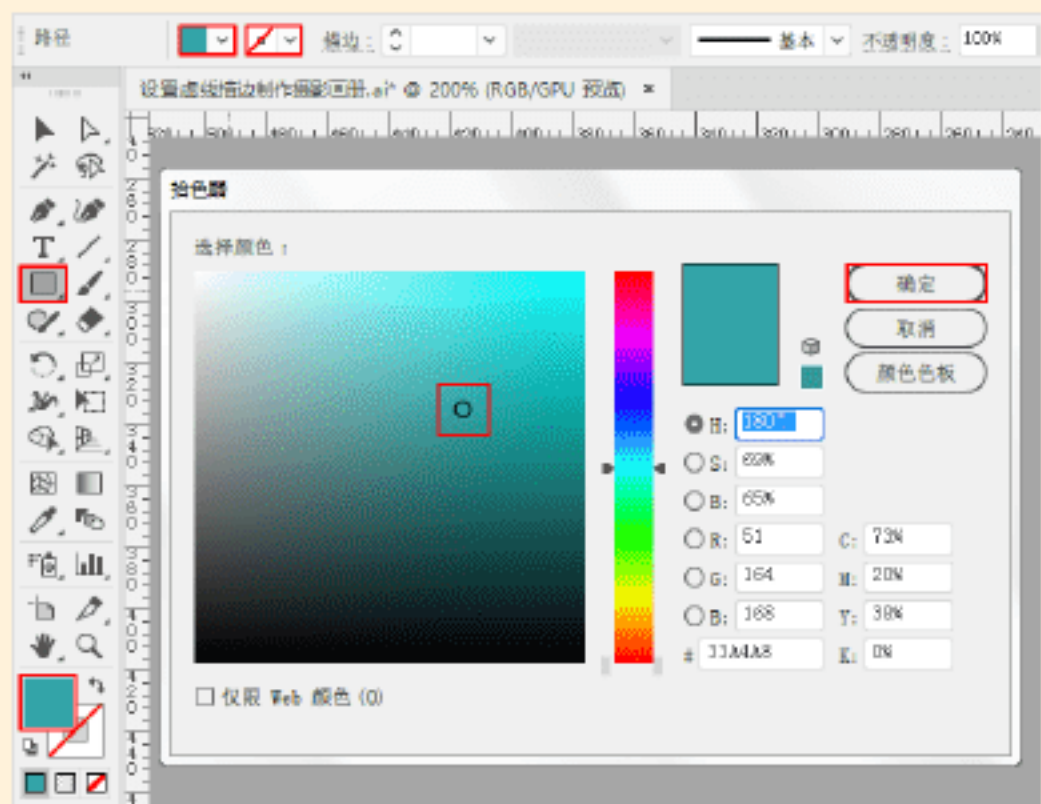 路径 描边： 基本 不透明度： 100%
设置虚线描边制作摄影画册.ai* @ 200% (RGB/GPU 预览) ×
拾色器
选择颜色：
确定
取消
颜色色板
H: 180°
S: 69%
B: 65%
R: 51 C: 73%
G: 164 M: 20%
B: 168 Y: 38%
# 33A4A8 K: 0%
仅限 Web 颜色 (O)